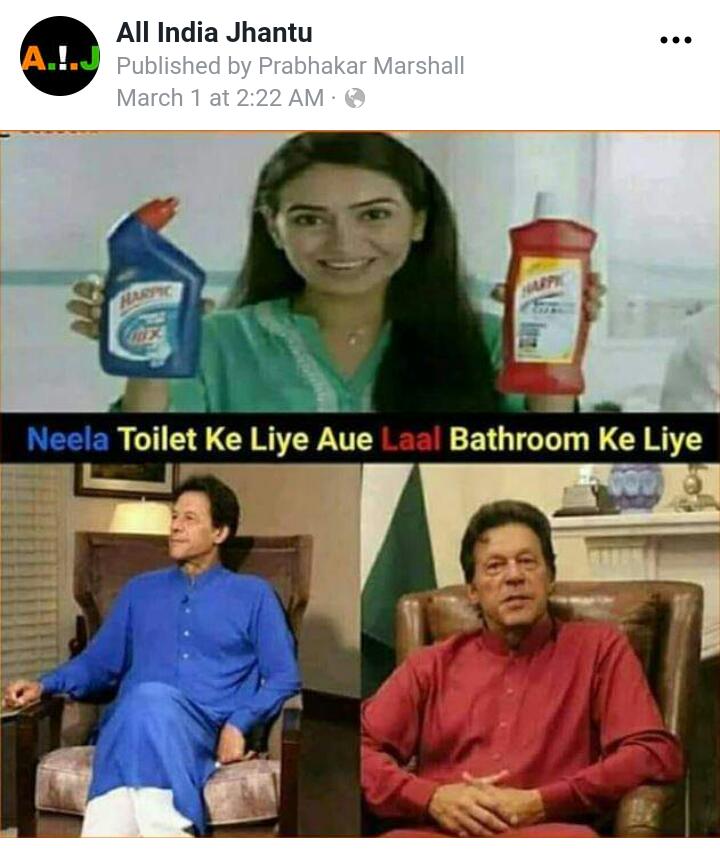 A.!.J
All India Jhantu
Published by Prabhakar Marshall
March 1 at 2:22 AM ·
HARPIC
10X
HARPIC
Neela Toilet Ke Liye Aue Laal Bathroom Ke Liye